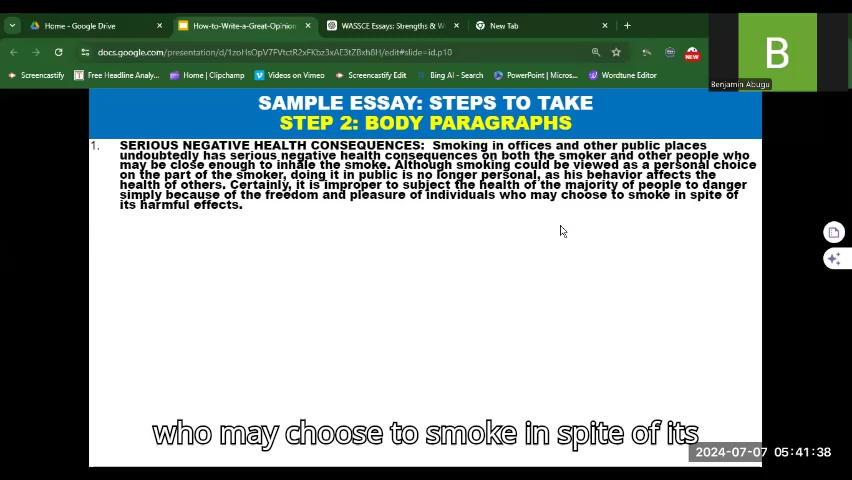 Home - Google Drive
How-to-Write-a-Great-Opinion
WASSCE Essays: Strengths & W
New Tab
docs.google.com/presentation/d/1zoHsOpV7FVtctR2xFKbz3xAE3tZBxh8H/edit#slide=id.p10
NEW
Screencastify
Free Headline Analy...
Home | Clipchamp
Videos on Vimeo
Screencastify Edit
Bing AI - Search
PowerPoint | Micros...
Wordtune Editor
B
Benjamin Abugu
SAMPLE ESSAY: STEPS TO TAKE
STEP 2: BODY PARAGRAPHS
1. SERIOUS NEGATIVE HEALTH CONSEQUENCES: Smoking in offices and other public places
undoubtedly has serious negative health consequences on both the smoker and other people who
may be close enough to inhale the smoke. Although smoking could be viewed as a personal choice
on the part of the smoker, doing it in public is no longer personal, as his behavior affects the
health of others. Certainly, it is improper to subject the health of the majority of people to danger
simply because of the freedom and pleasure of individuals who may choose to smoke in spite of
its harmful effects.
who may choose to smoke in spite of its
2024-07-07 05:41:38